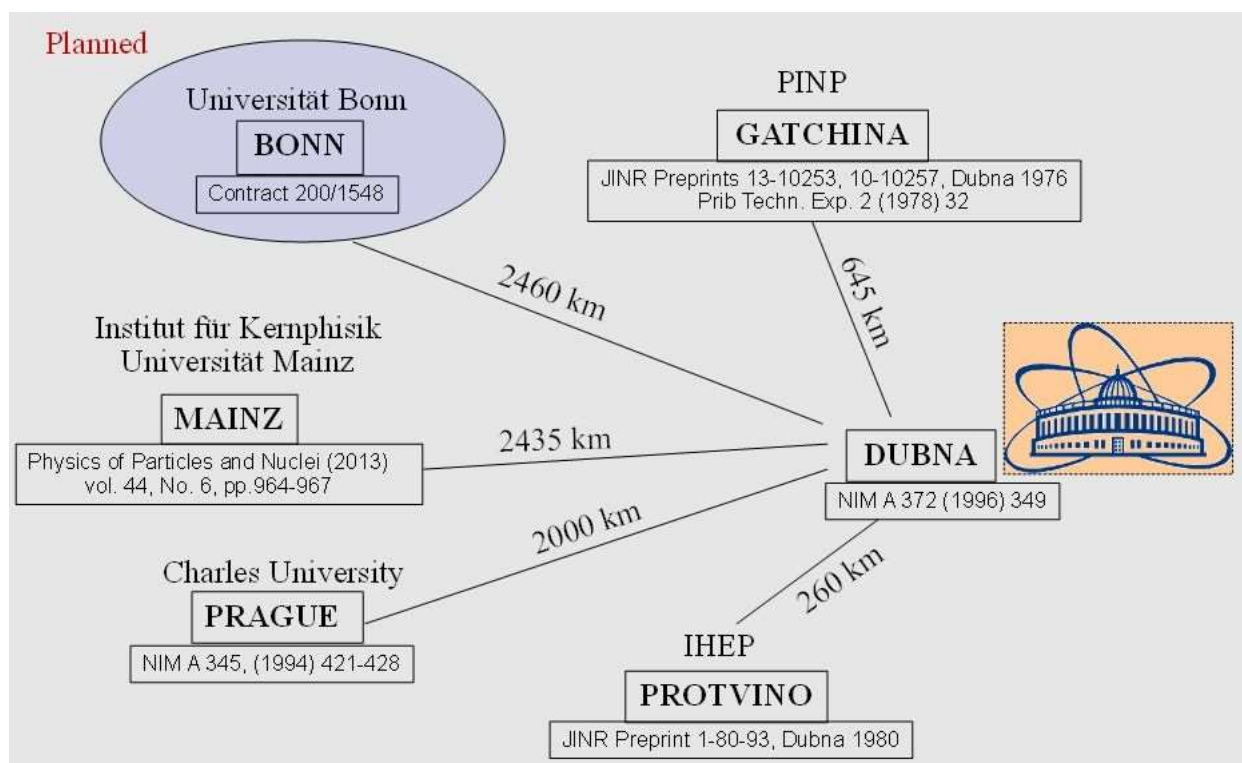 Planned
Universität Bonn
BONN
Contract 200/1548
PINP
GATCHINA
JINR Preprints 13-10253, 10-10257, Dubna 1976
Prib Techn. Exp. 2 (1978) 32
2460 km
645 km
Institut für Kernphisik
Universität Mainz
MAINZ
Physics of Particles and Nuclei (2013)
vol. 44, No. 6, pp.964-967
2435 km
DUBNA
NIM A 372 (1996) 349
2000 km
Charles University
PRAGUE
NIM A 345, (1994) 421-428
260 km
IHEP
PROTVINO
JINR Preprint 1-80-93, Dubna 1980